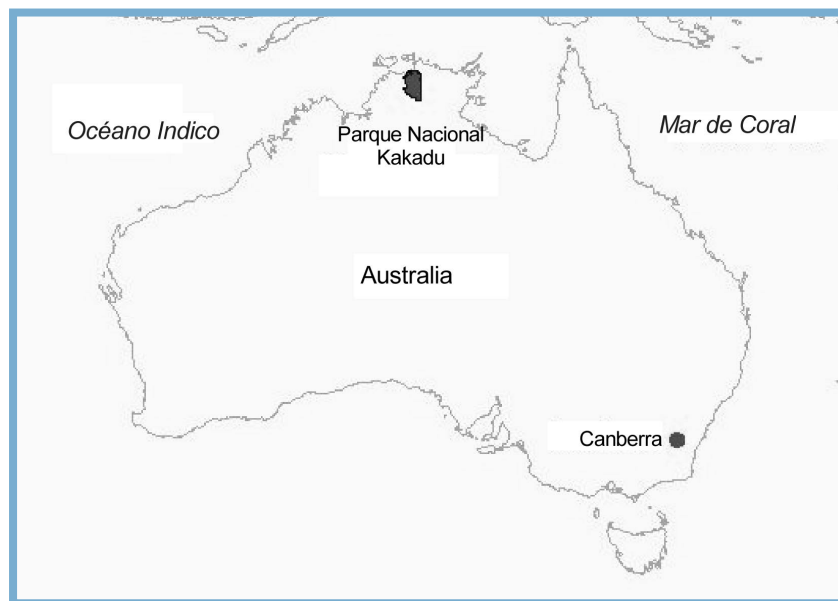 Océano Indico
Parque Nacional
Kakadu
Mar de Coral
Australia
Canberra